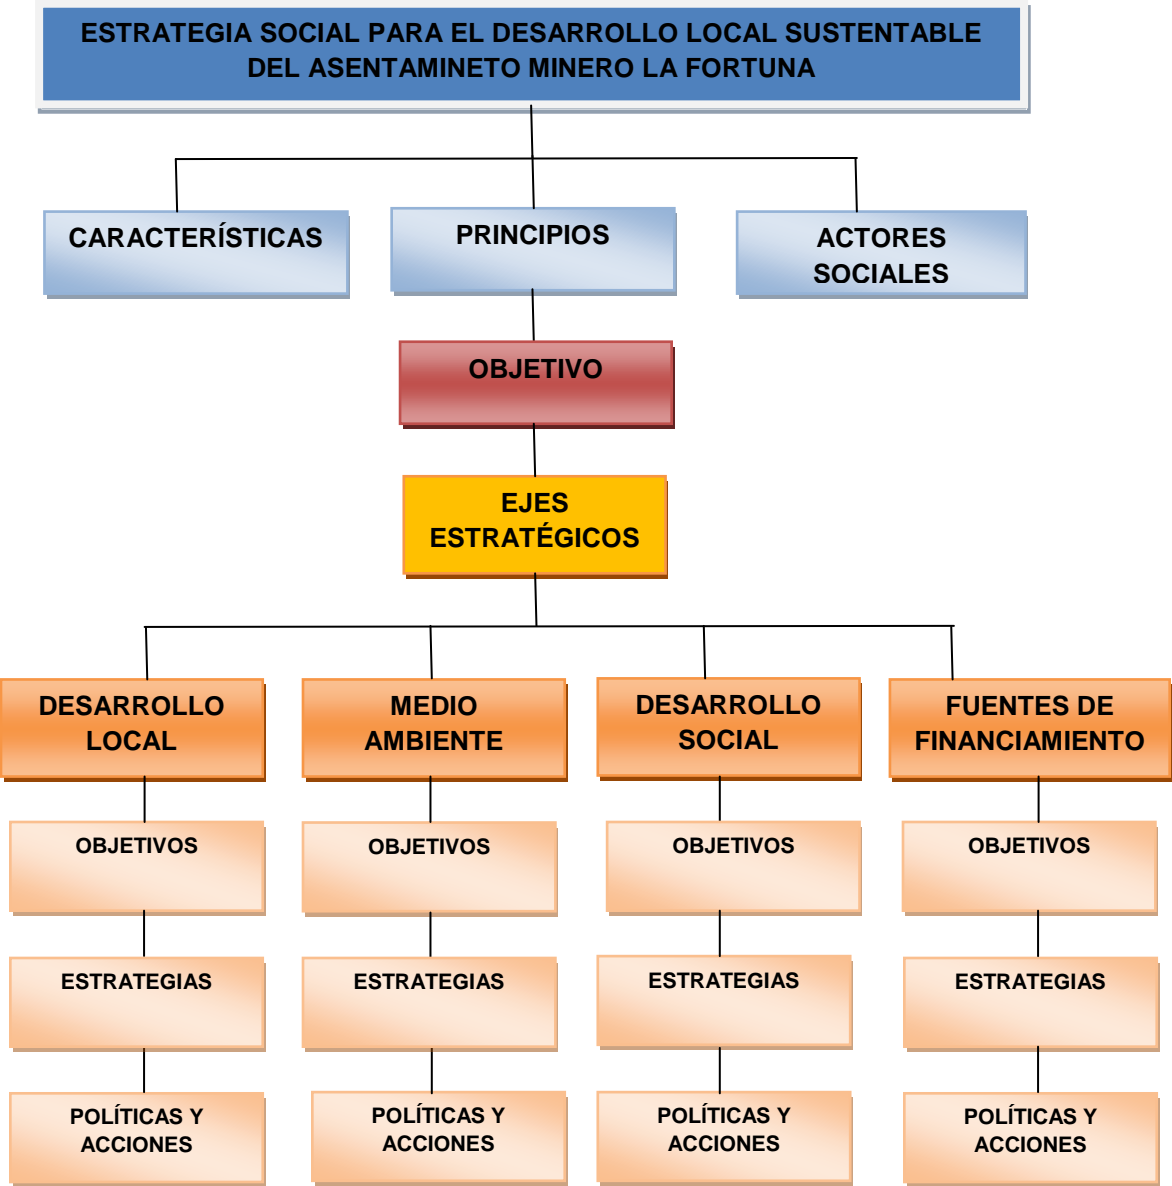 ESTRATEGIA SOCIAL PARA EL DESARROLLO LOCAL SUSTENTABLE
DEL ASENTAMINETO MINERO LA FORTUNA
CARACTERÍSTICAS
PRINCIPIOS
ACTORES
SOCIALES
OBJETIVO
EJES
ESTRATÉGICOS
DESARROLLO
LOCAL
MEDIO
AMBIENTE
DESARROLLO
SOCIAL
FUENTES DE
FINANCIAMIENTO
OBJETIVOS
OBJETIVOS
OBJETIVOS
OBJETIVOS
ESTRATEGIAS
ESTRATEGIAS
ESTRATEGIAS
ESTRATEGIAS
POLÍTICAS Y
ACCIONES
POLÍTICAS Y
ACCIONES
POLÍTICAS Y
ACCIONES
POLÍTICAS Y
ACCIONES